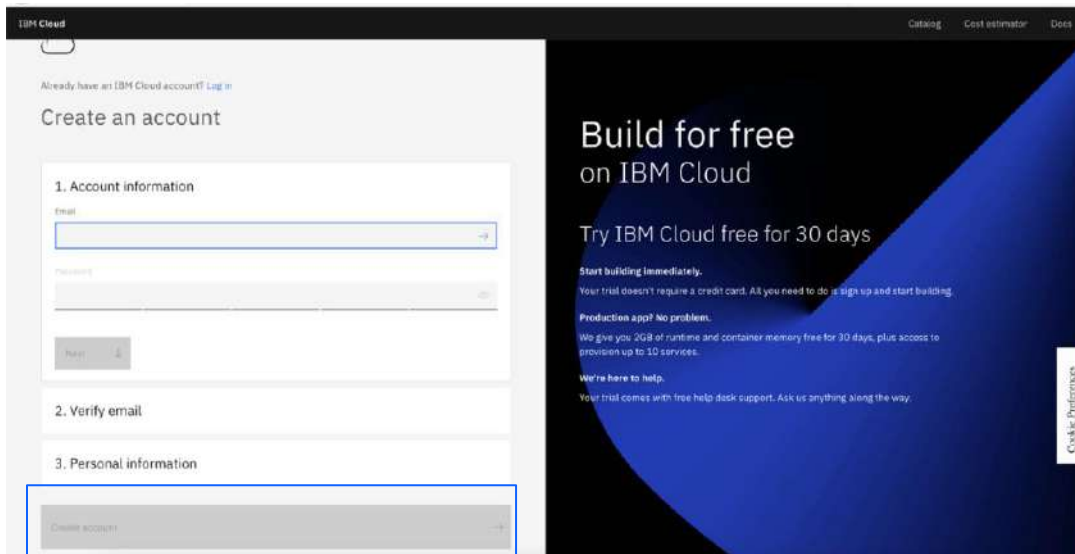 IBM Cloud
Catalog Cost estimator Docs
Already have an IBM Cloud account? Log in
Create an account
1. Account information
Email
Password
Next
2. Verify email
3. Personal information
Create account
Build for free
on IBM Cloud
Try IBM Cloud free for 30 days
Start building immediately.
Your trial doesn't require a credit card. All you need to do is sign up and start building.
Production app? No problem.
We give you 2GB of runtime and container memory free for 30 days, plus access to
provision up to 10 services.
We're here to help.
Your trial comes with free help desk support. Ask us anything along the way.
Cookie Preferences